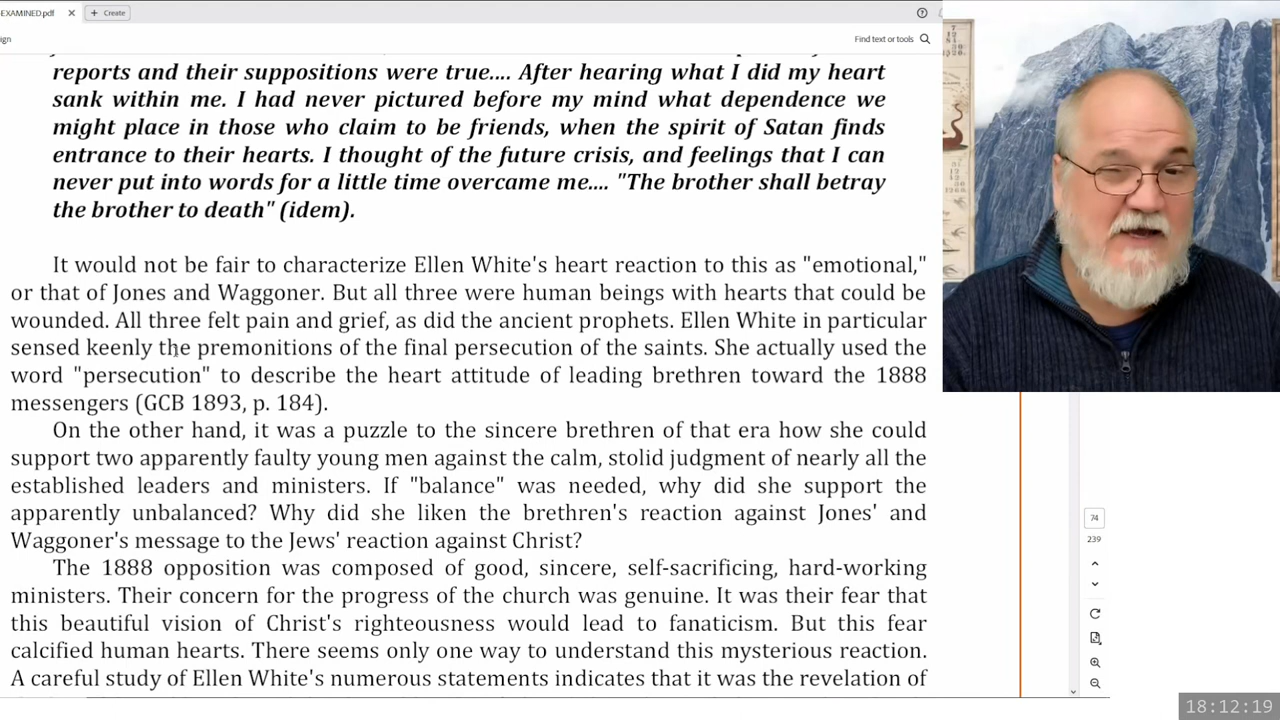 -EXAMINED.pdf
Create
ign
Find text or tools
reports and their suppositions were true.... After hearing what I did my heart
sank within me. I had never pictured before my mind what dependence we
might place in those who claim to be friends, when the spirit of Satan finds
entrance to their hearts. I thought of the future crisis, and feelings that I can
never put into words for a little time overcame me.... "The brother shall betray
the brother to death" (idem).
It would not be fair to characterize Ellen White's heart reaction to this as "emotional,"
or that of Jones and Waggoner. But all three were human beings with hearts that could be
wounded. All three felt pain and grief, as did the ancient prophets. Ellen White in particular
sensed keenly the premonitions of the final persecution of the saints. She actually used the
word "persecution" to describe the heart attitude of leading brethren toward the 1888
messengers (GCB 1893, p. 184).
On the other hand, it was a puzzle to the sincere brethren of that era how she could
support two apparently faulty young men against the calm, stolid judgment of nearly all the
established leaders and ministers. If "balance" was needed, why did she support the
apparently unbalanced? Why did she liken the brethren's reaction against Jones' and
Waggoner's message to the Jews' reaction against Christ?
The 1888 opposition was composed of good, sincere, self-sacrificing, hard-working
ministers. Their concern for the progress of the church was genuine. It was their fear that
this beautiful vision of Christ's righteousness would lead to fanaticism. But this fear
calcified human hearts. There seems only one way to understand this mysterious reaction.
A careful study of Ellen White's numerous statements indicates that it was the revelation of
74
239
18:12:19